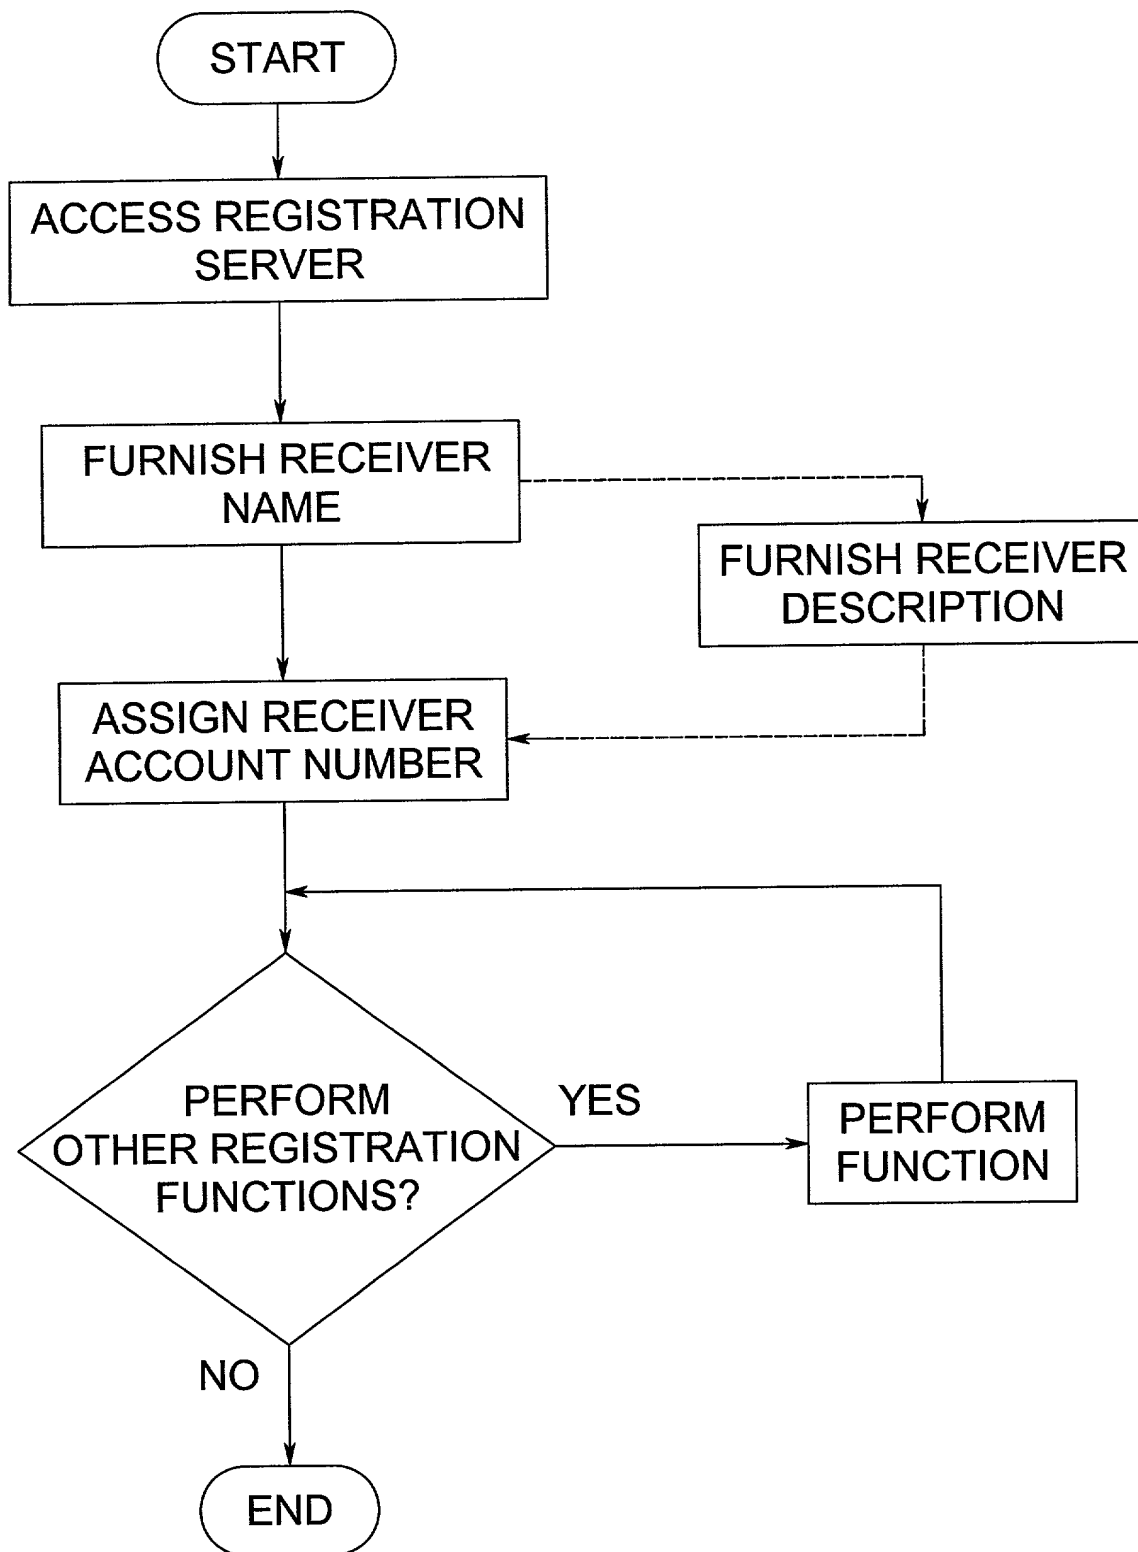 START
ACCESS REGISTRATION
SERVER
FURNISH RECEIVER
NAME
FURNISH RECEIVER
DESCRIPTION
ASSIGN RECEIVER
ACCOUNT NUMBER
PERFORM
OTHER REGISTRATION
FUNCTIONS?
YES
PERFORM
FUNCTION
NO
END